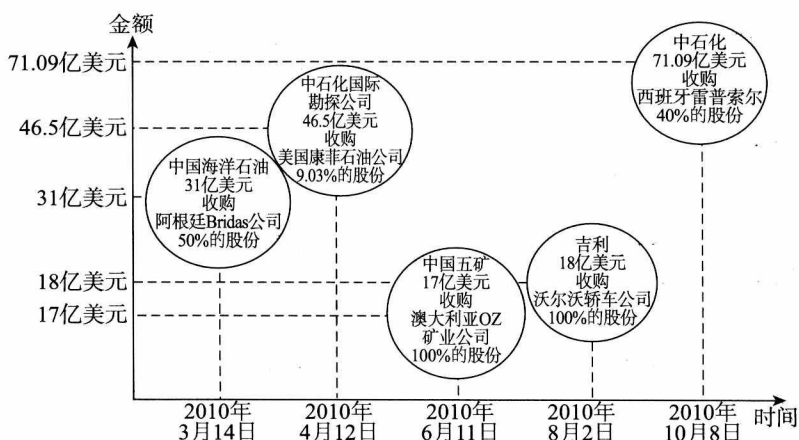 金额
71.09亿美元
46.5亿美元
31亿美元
18亿美元
17亿美元
中国海洋石油
31亿美元
收购
阿根廷Bridas公司
50%的股份
中石化国际
勘探公司
46.5亿美元
收购
美国康菲石油公司
9.03%的股份
中国五矿
17亿美元
收购
澳大利亚OZ
矿业公司
100%的股份
吉利
18亿美元
收购
沃尔沃轿车公司
100%的股份
中石化
71.09亿美元
收购
西班牙雷普索尔
40%的股份
2010年
3月14日
2010年
4月12日
2010年
6月11日
2010年
8月2日
2010年
10月8日
时间